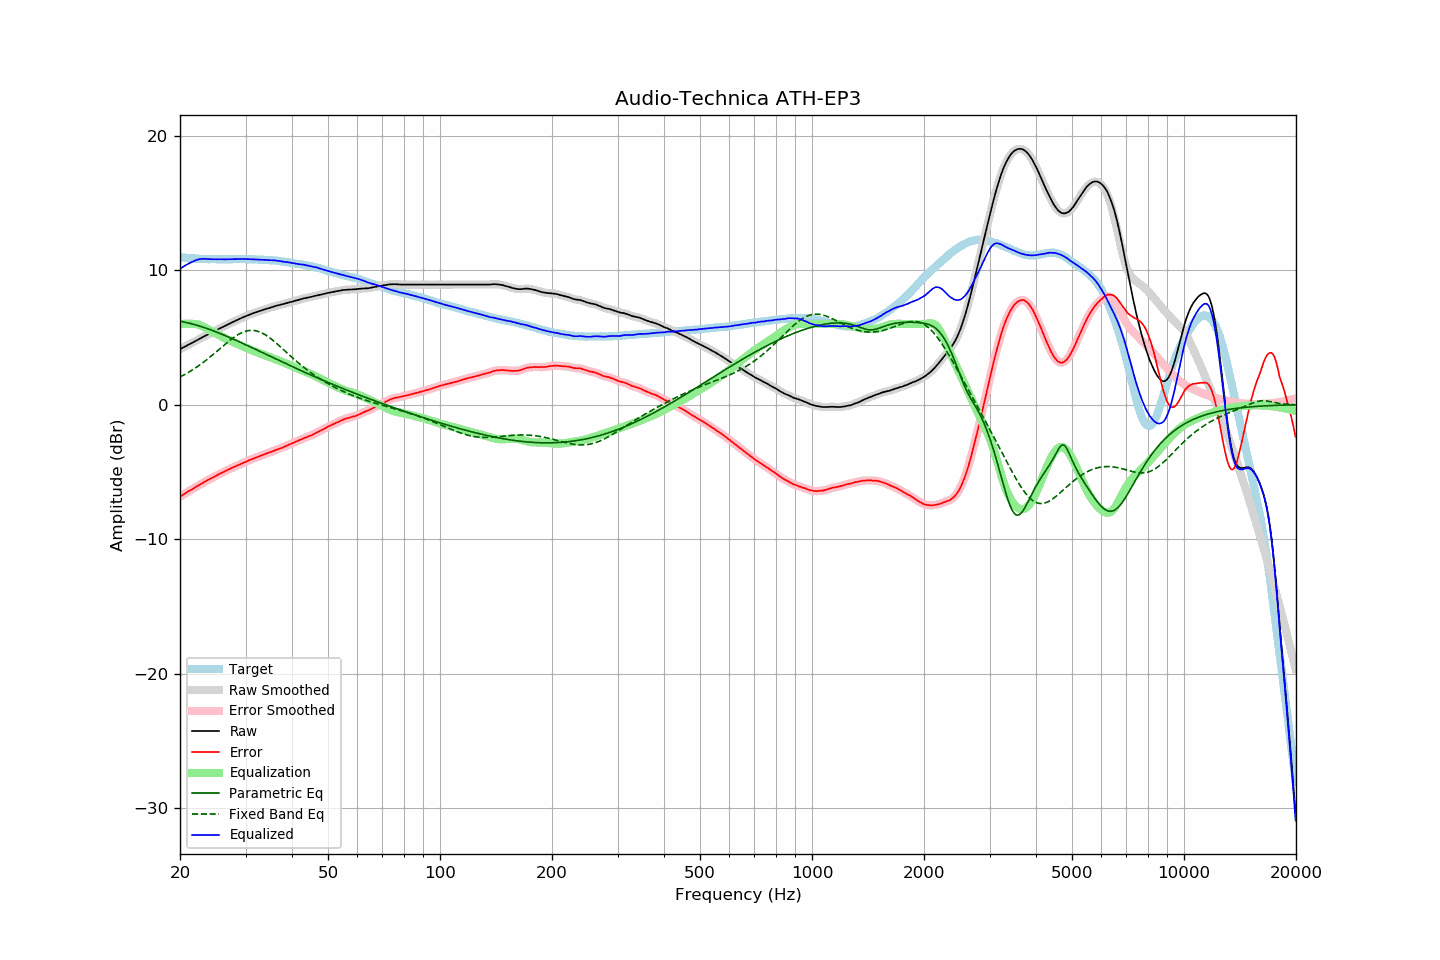 Audio-Technica ATH-EP3
Amplitude (dBr)
20
10
0
−10
−20
−30
Target
Raw Smoothed
Error Smoothed
Raw
Error
Equalization
Parametric Eq
Fixed Band Eq
Equalized
20 50 100 200 500 1000 2000 5000 10000 20000
Frequency (Hz)